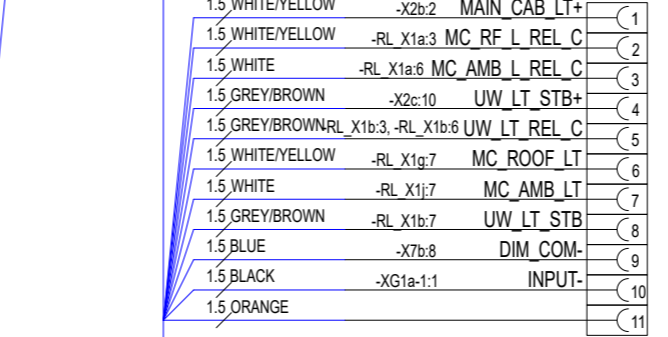 1.5 WHITE/YELLOW -X2b:2 MAIN_CAB_LT+ 1
1.5 WHITE/YELLOW -RL_X1a:3 MC_RF_L_REL_C 2
1.5 WHITE -RL_X1a:6 MC_AMB_L_REL_C 3
1.5 GREY/BROWN -X2c:10 UW_LT_STB+ 4
1.5 GREY/BROWN -RL_X1b:3, -RL_X1b:6 UW_LT_REL_C 5
1.5 WHITE/YELLOW -RL_X1g:7 MC_ROOF_LT 6
1.5 WHITE -RL_X1j:7 MC_AMB_LT 7
1.5 GREY/BROWN -RL_X1b:7 UW_LT_STB 8
1.5 BLUE -X7b:8 DIM_COM- 9
1.5 BLACK -XG1a-1:1 INPUT- 10
1.5 ORANGE 11